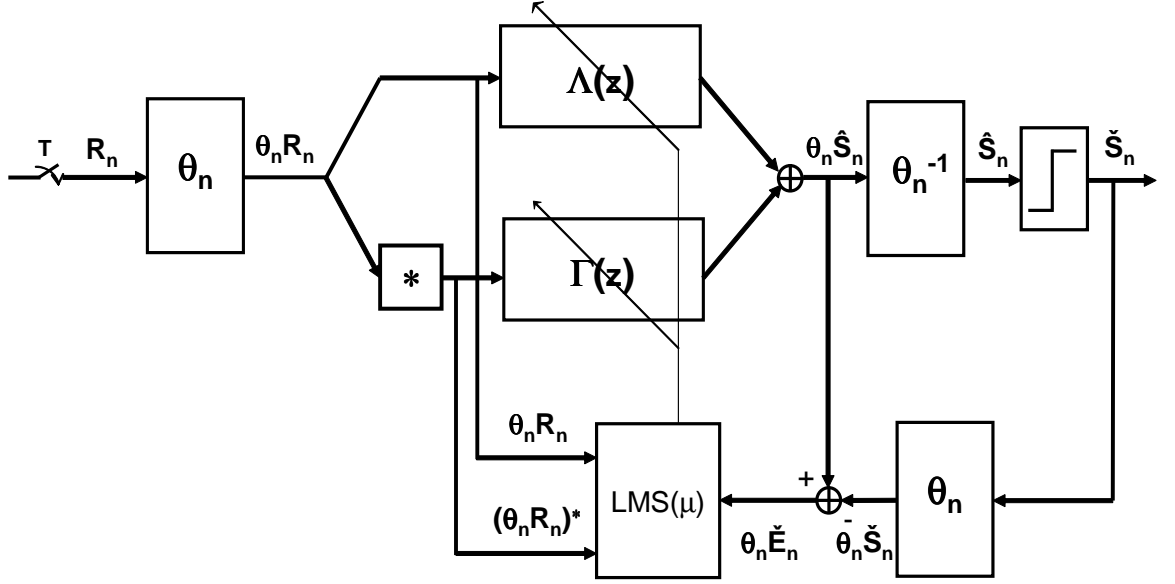 Λ(z)
T
Rₙ
θₙ
θₙRₙ
θₙŜₙ
θₙ⁻¹
Ŝₙ
Šₙ
*
Γ(z)
θₙRₙ
(θₙRₙ)*
LMS(μ)
+
-
θₙĚₙ
θₙŠₙ
θₙ